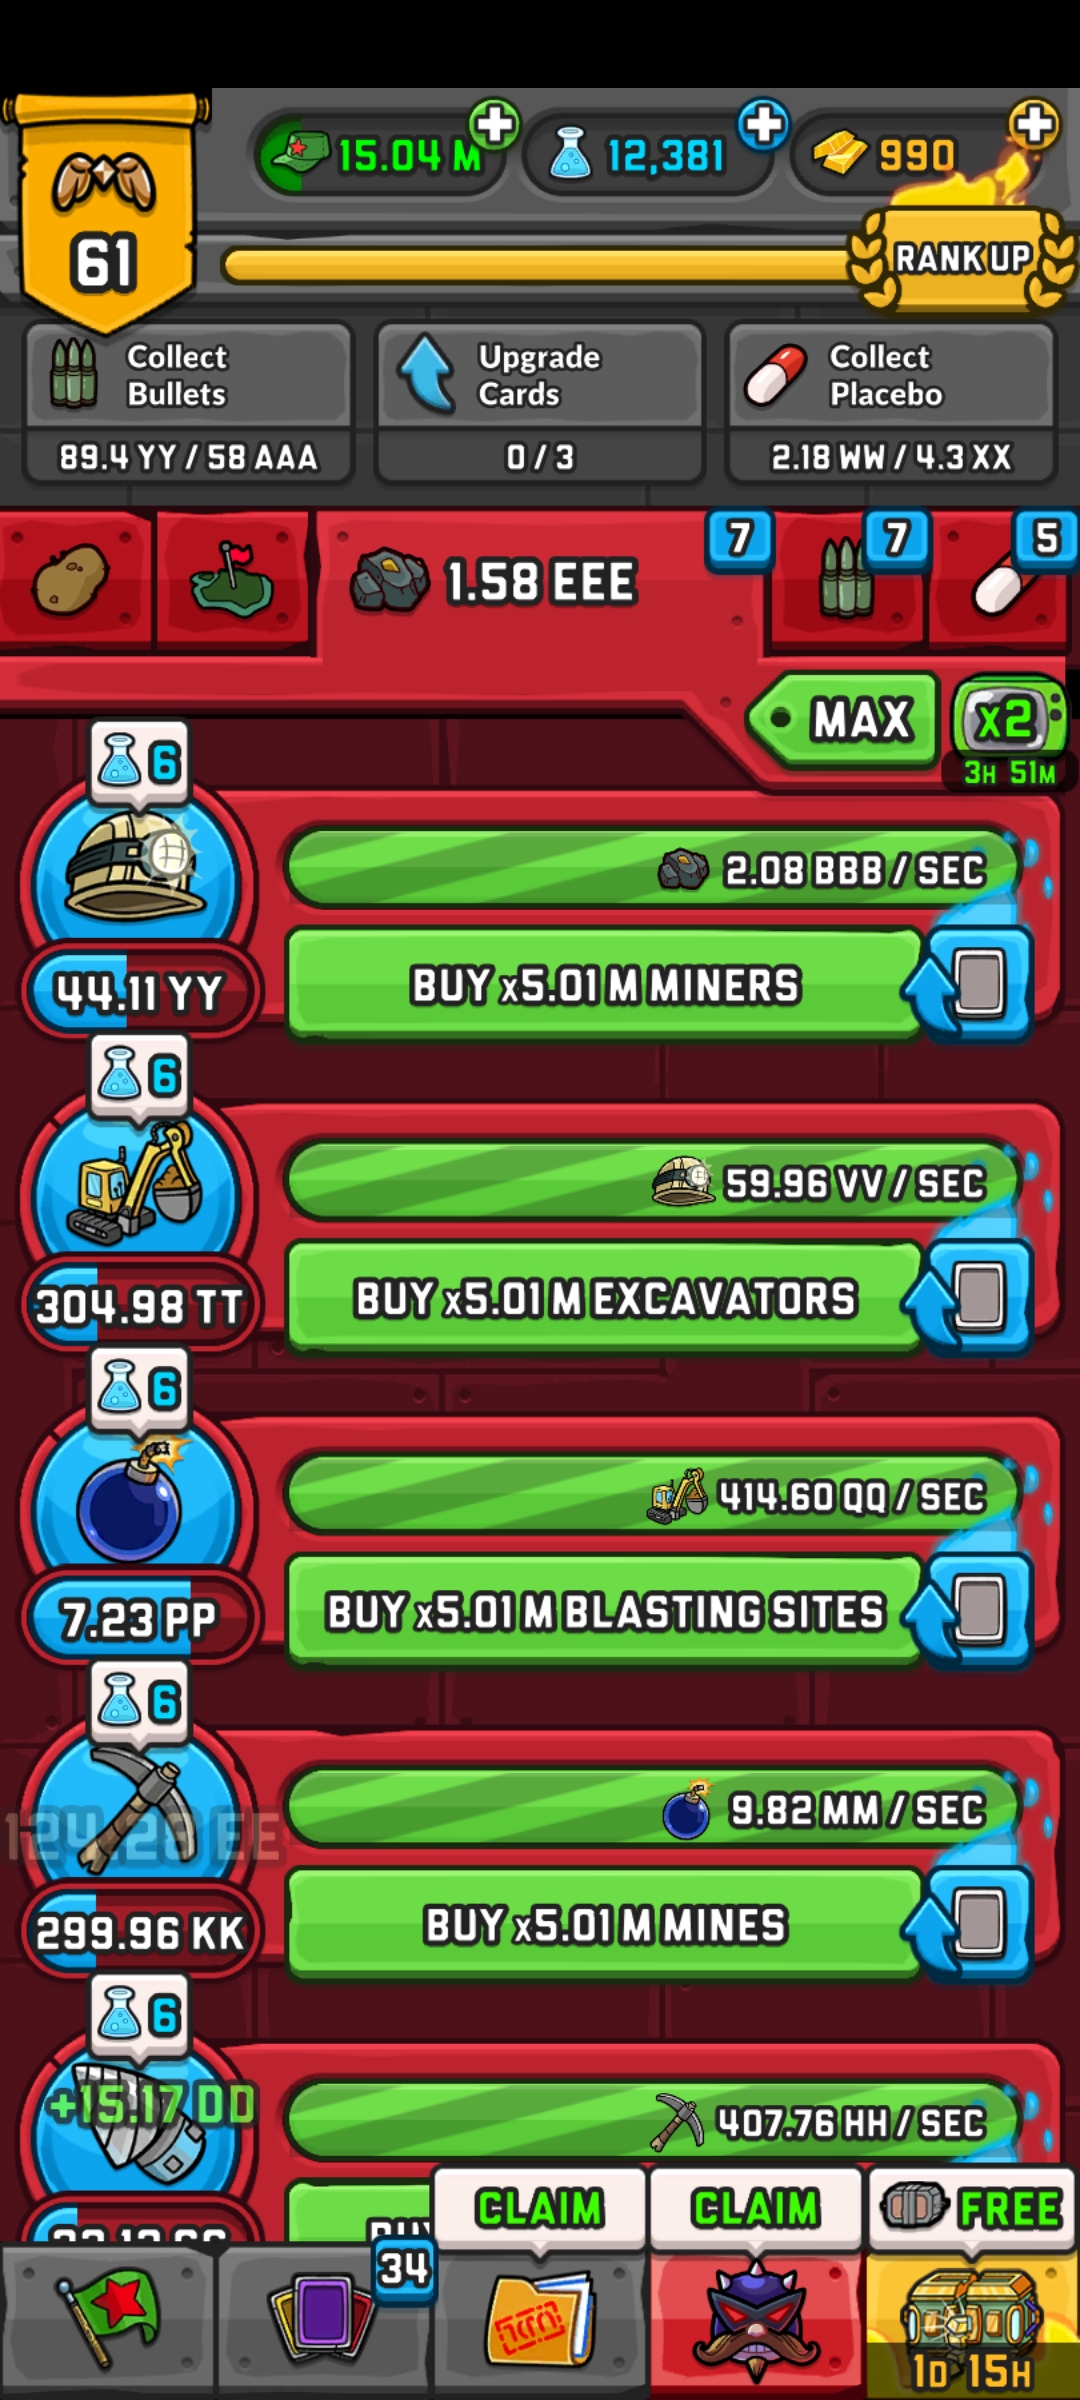 15.04 M
12,381
990
61
RANK UP
Collect
Bullets
89.4 YY / 58 AAA
Upgrade
Cards
0 / 3
Collect
Placebo
2.18 WW / 4.3 XX
1.58 EEE
7
7
5
MAX
x2
3H 51M
6
2.08 BBB / SEC
44.11 YY
BUY x5.01 M MINERS
6
59.96 VV / SEC
304.98 TT
BUY x5.01 M EXCAVATORS
6
414.60 QQ / SEC
7.23 PP
BUY x5.01 M BLASTING SITES
6
9.82 MM / SEC
124.28 EE
299.96 KK
BUY x5.01 M MINES
6
+15.17 DD
407.76 HH / SEC
CLAIM
CLAIM
FREE
34
1D 15H